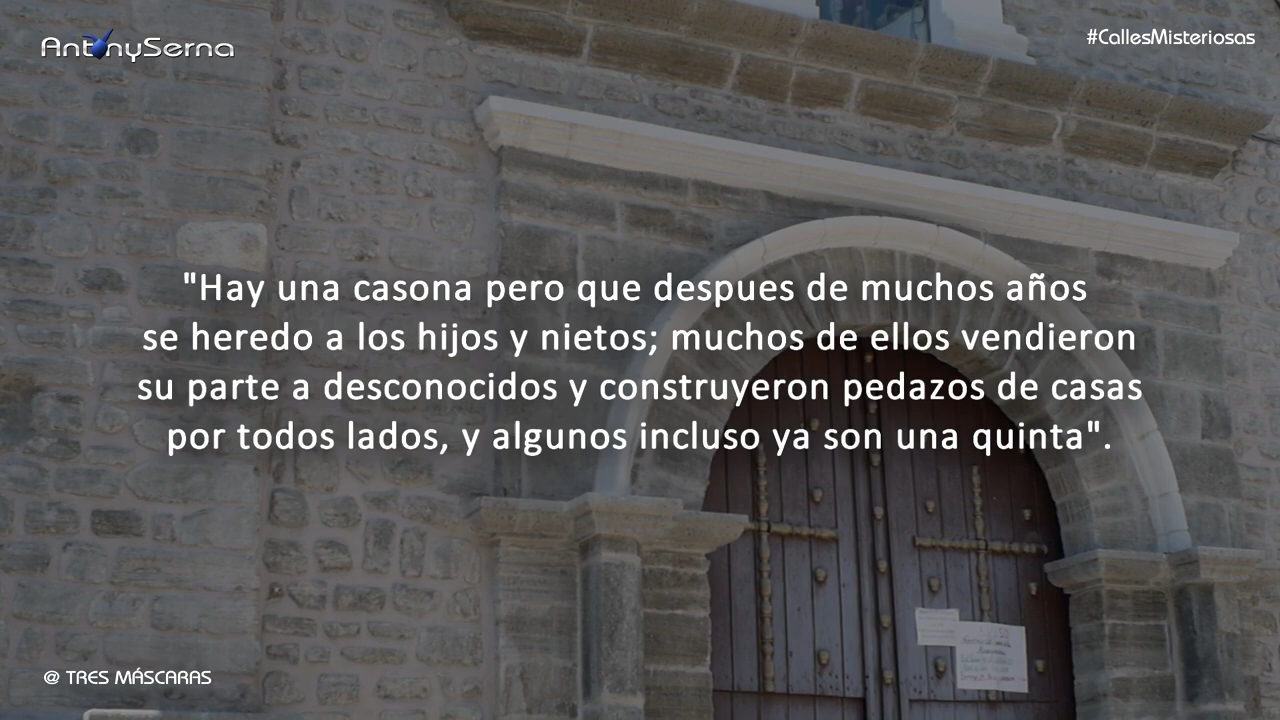 AntonySerna
#CallesMisteriosas
"Hay una casona pero que despues de muchos años
se heredo a los hijos y nietos; muchos de ellos vendieron
su parte a desconocidos y construyeron pedazos de casas
por todos lados, y algunos incluso ya son una quinta".
@ TRES MÁSCARAS